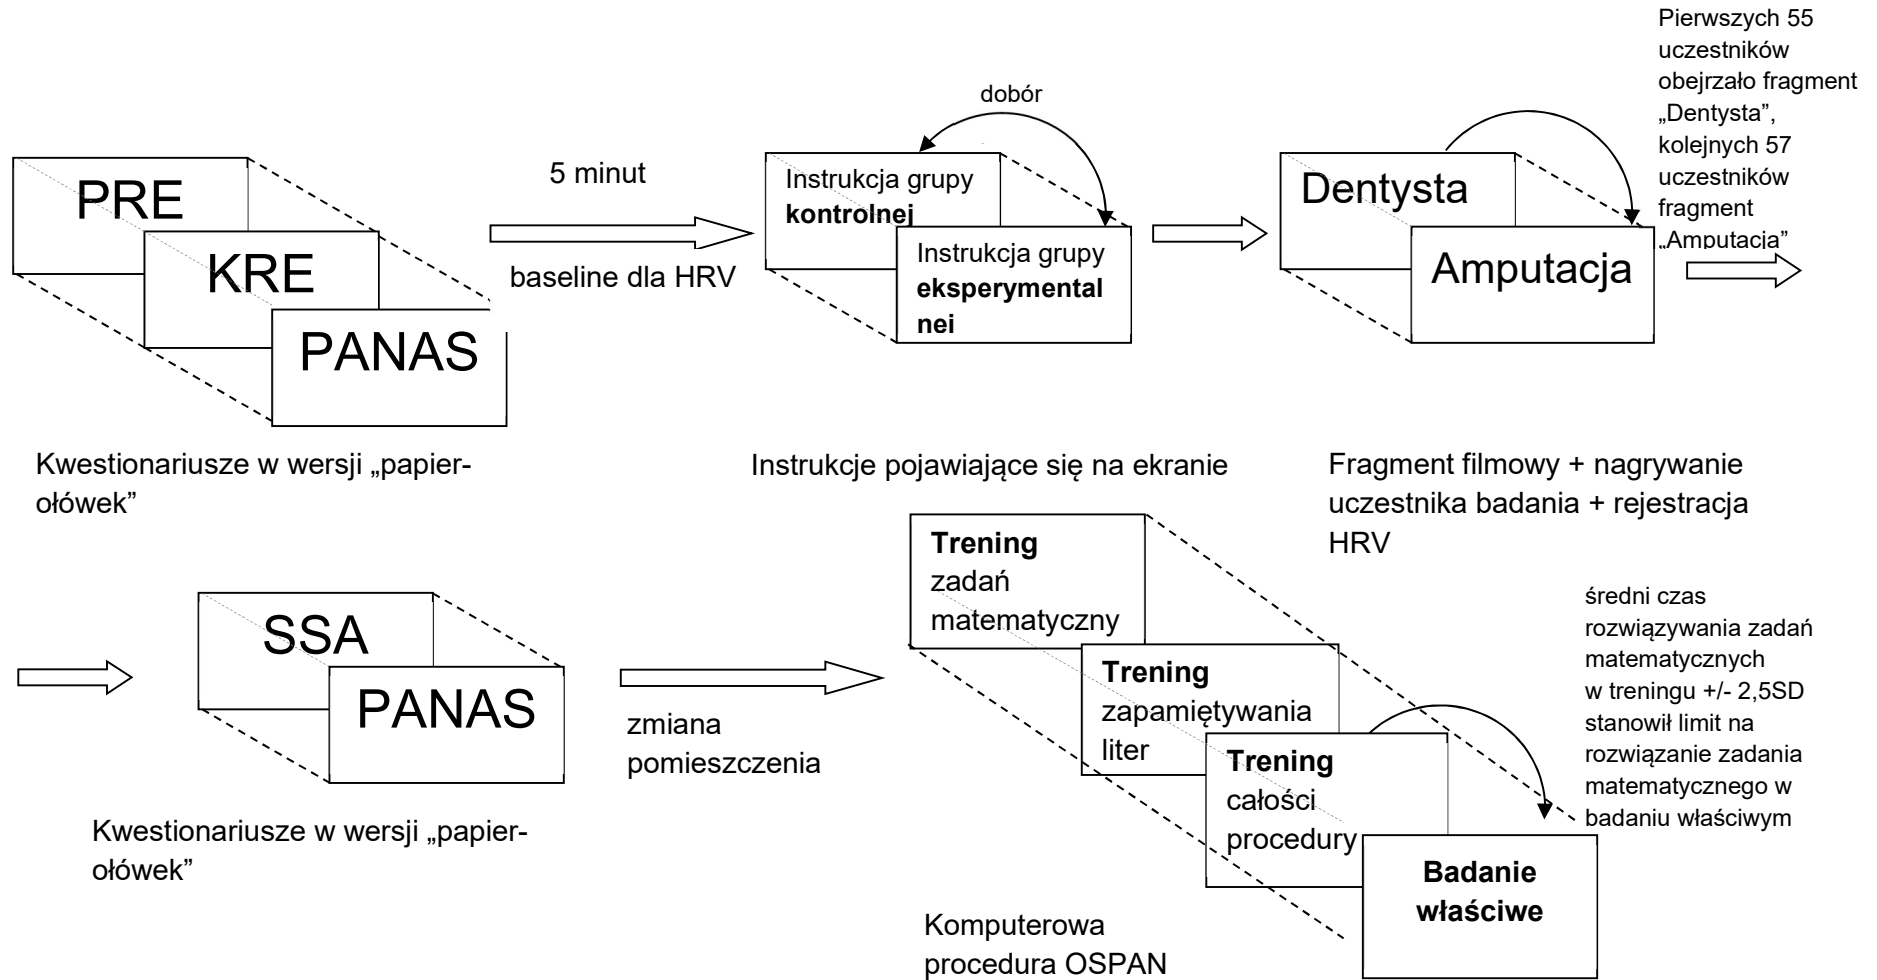 Pierwszych 55
uczestników
obejrzało fragment
„Dentysta”,
kolejnych 57
uczestników
fragment
„Amputacja”
PRE
KRE
PANAS
5 minut
baseline dla HRV
dobór
Instrukcja grupy
kontrolnej
Instrukcja grupy
eksperymental
nej
Dentysta
Amputacja
Kwestionariusze w wersji „papier-
ołówek”
Instrukcje pojawiające się na ekranie
Fragment filmowy + nagrywanie
uczestnika badania + rejestracja
HRV
SSA
PANAS
Kwestionariusze w wersji „papier-
ołówek”
zmiana
pomieszczenia
Trening
zadań
matematyczny
Trening
zapamiętywania
liter
Trening
całości
procedury
Badanie
właściwe
średni czas
rozwiązywania zadań
matematycznych
w treningu +/- 2,5SD
stanowił limit na
rozwiązanie zadania
matematycznego w
badaniu właściwym
Komputerowa
procedura OSPAN